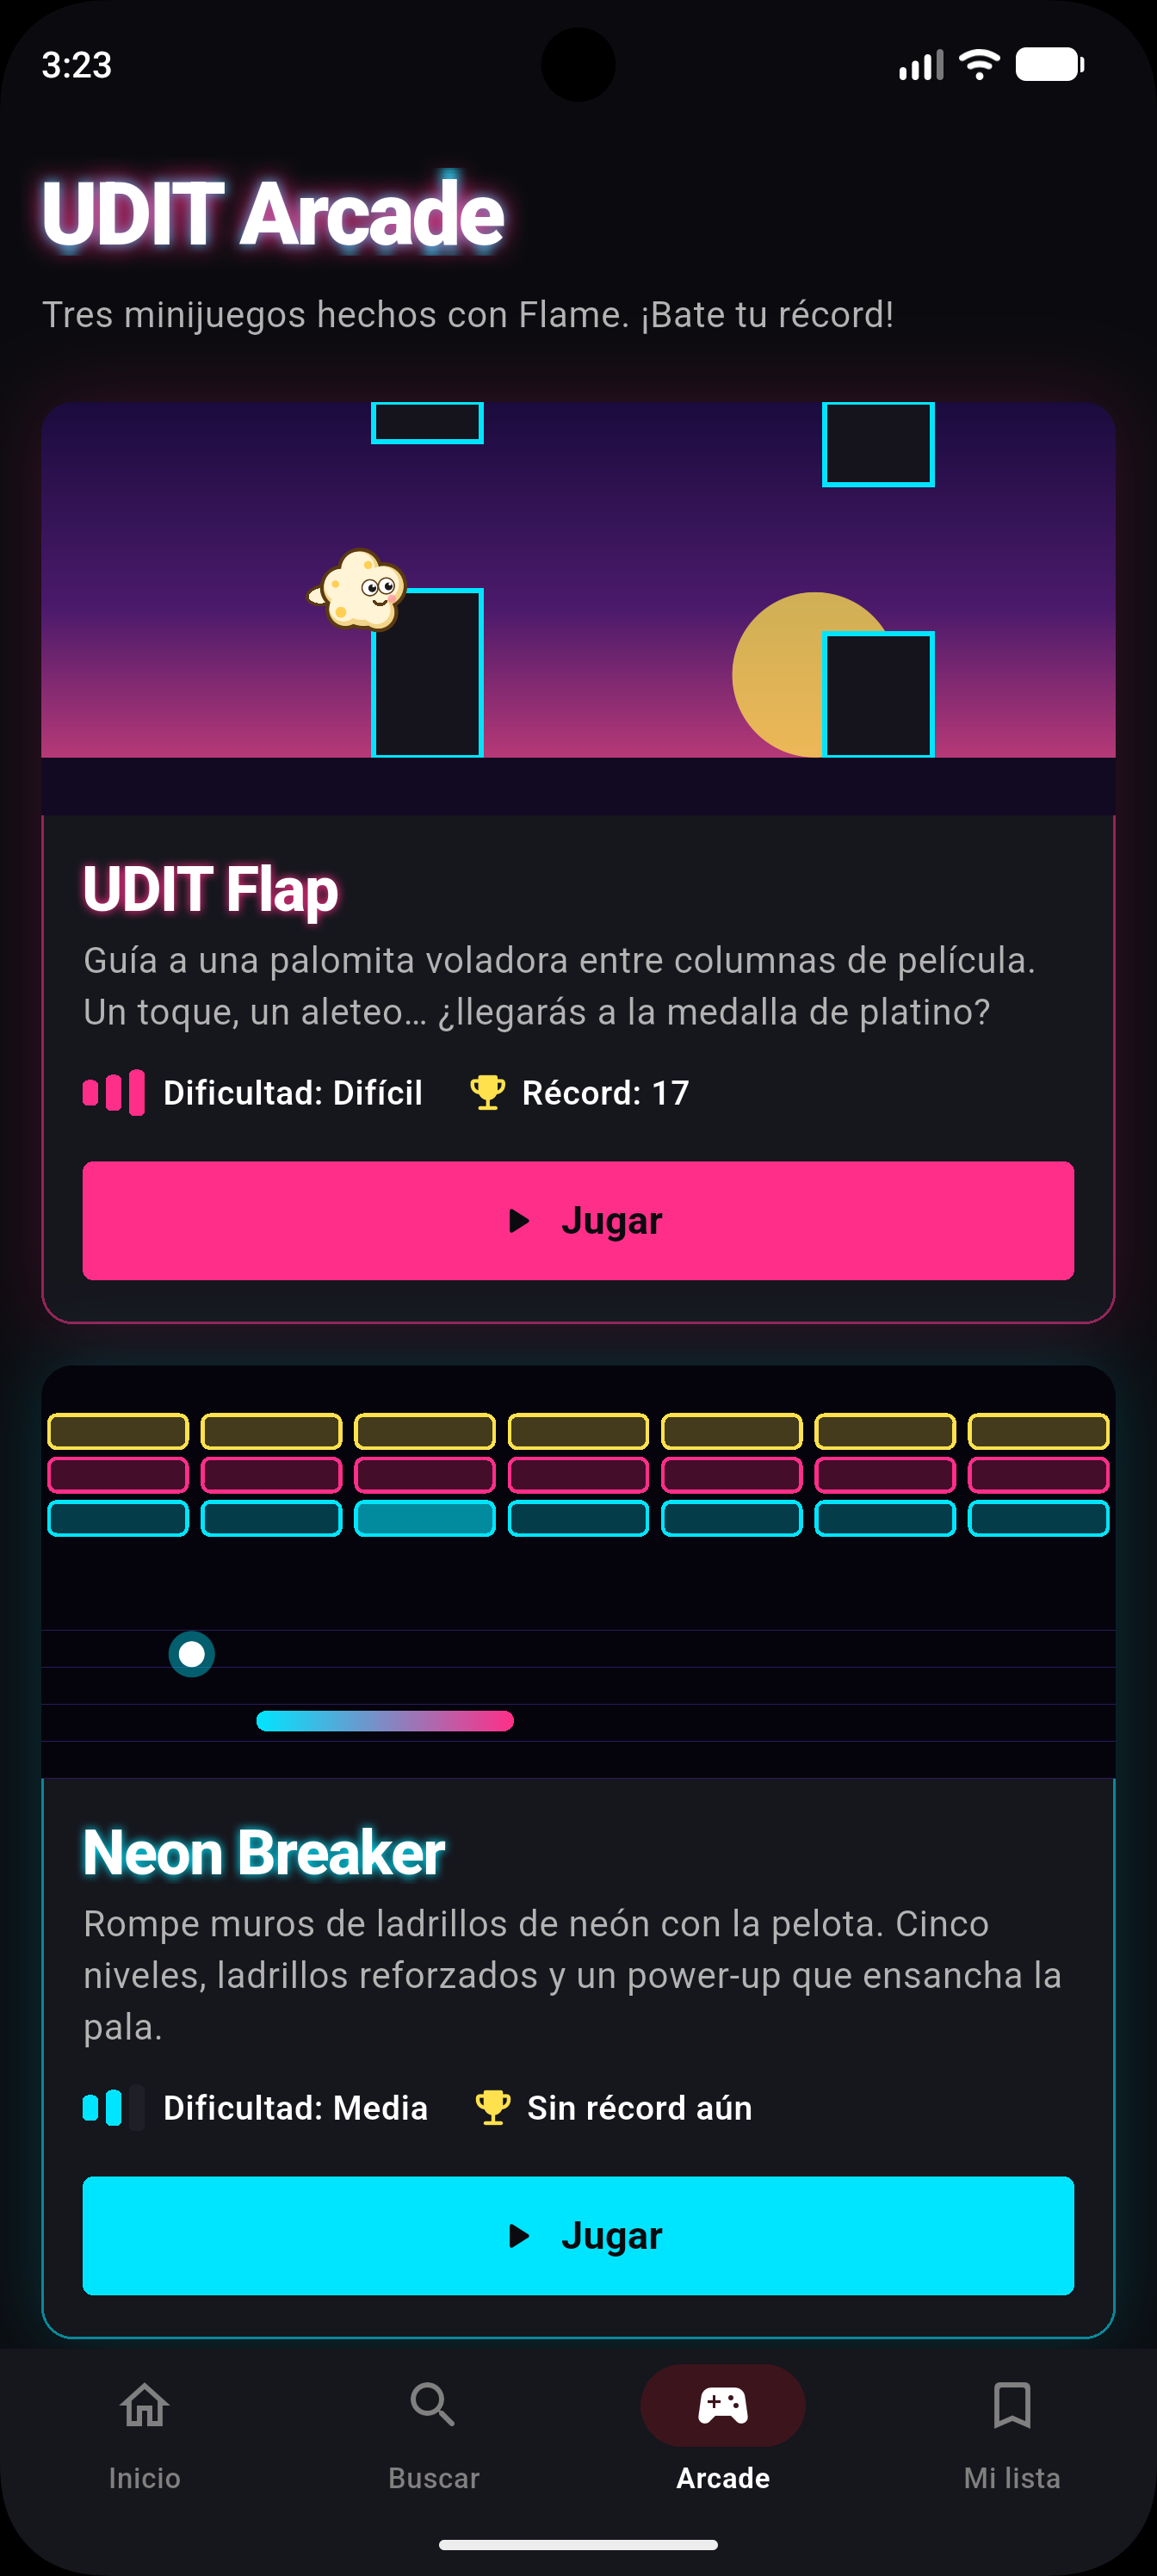 3:23
UDIT Arcade
Tres minijuegos hechos con Flame. ¡Bate tu récord!
UDIT Flap
Guía a una palomita voladora entre columnas de película.
Un toque, un aleteo… ¿llegarás a la medalla de platino?
Dificultad: Difícil Récord: 17
Jugar
Neon Breaker
Rompe muros de ladrillos de neón con la pelota. Cinco
niveles, ladrillos reforzados y un power-up que ensancha la
pala.
Dificultad: Media Sin récord aún
Jugar
Inicio Buscar Arcade Mi lista